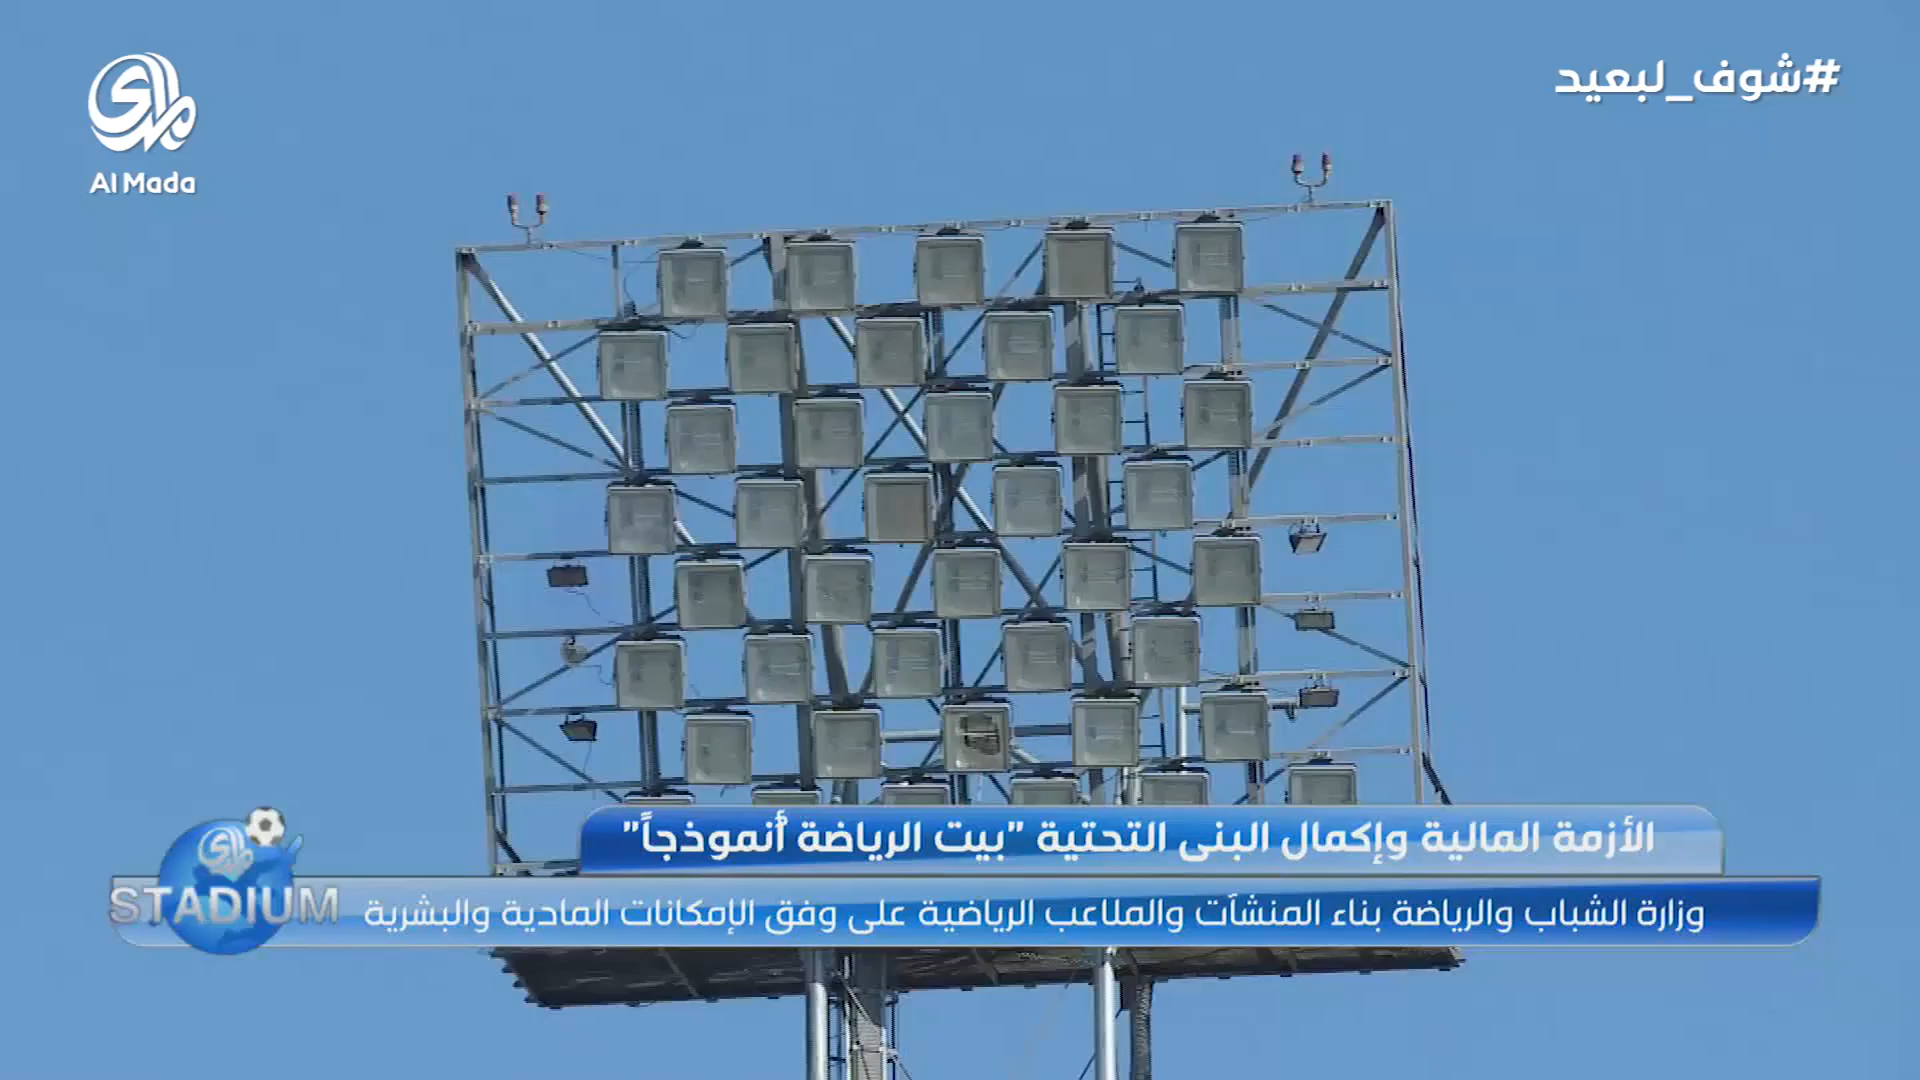 #شوف_لبعيد
مدى
Al Mada
الأزمة المالية وإكمال البنى التحتية "بيت الرياضة أنموذجاً"
وزارة الشباب والرياضة بناء المنشآت والملاعب الرياضية على وفق الإمكانات المادية والبشرية
STADIUM